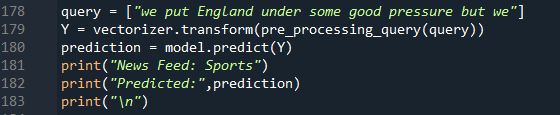 178 query = ["we put England under some good pressure but we"]
179 Y = vectorizer.transform(pre_processing_query(query))
180 prediction = model.predict(Y)
181 print("News Feed: Sports")
182 print("Predicted:",prediction)
183 print("\n")